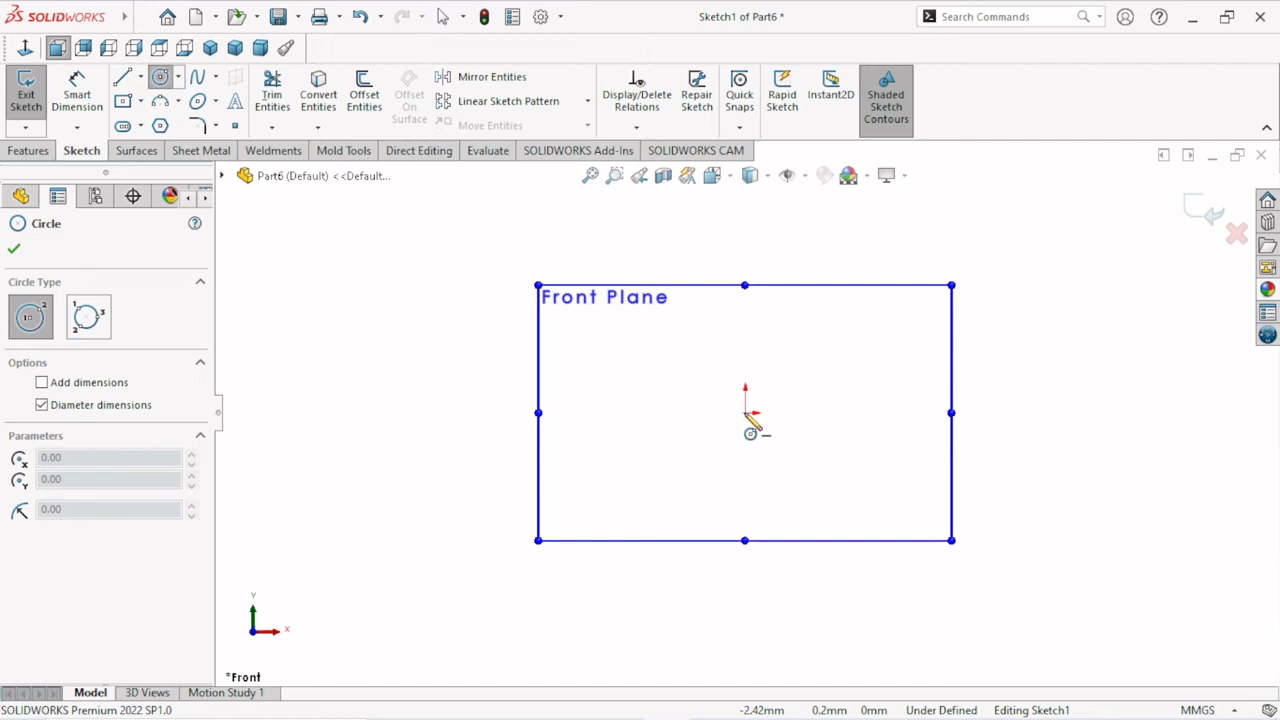 SOLIDWORKS
Sketch1 of Part6 *
Search Commands
Exit
Sketch
Smart
Dimension
Trim
Entities
Convert
Entities
Offset
Entities
Offset
On
Surface
Mirror Entities
Linear Sketch Pattern
Move Entities
Display/Delete
Relations
Repair
Sketch
Quick
Snaps
Rapid
Sketch
Instant2D
Shaded
Sketch
Contours
Features
Sketch
Surfaces
Sheet Metal
Weldments
Mold Tools
Direct Editing
Evaluate
SOLIDWORKS Add-Ins
SOLIDWORKS CAM
Part6 (Default) <<Default...
Circle
Circle Type
Options
Add dimensions
Diameter dimensions
Parameters
0.00
0.00
0.00
Front Plane
Y
X
*Front
Model
3D Views
Motion Study 1
SOLIDWORKS Premium 2022 SP1.0
-2.42mm
0.2mm
0mm
Under Defined
Editing Sketch1
MMGS